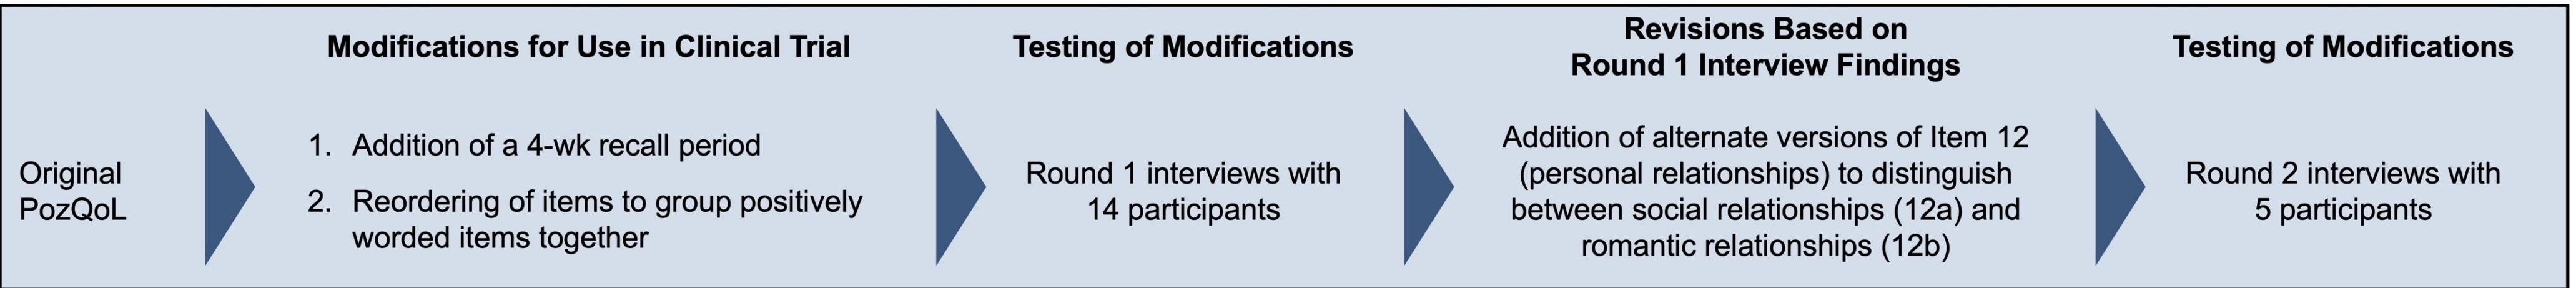 Original
PozQoL
Modifications for Use in Clinical Trial
1. Addition of a 4-wk recall period
2. Reordering of items to group positively
worded items together
Testing of Modifications
Round 1 interviews with
14 participants
Revisions Based on
Round 1 Interview Findings
Addition of alternate versions of Item 12
(personal relationships) to distinguish
between social relationships (12a) and
romantic relationships (12b)
Testing of Modifications
Round 2 interviews with
5 participants